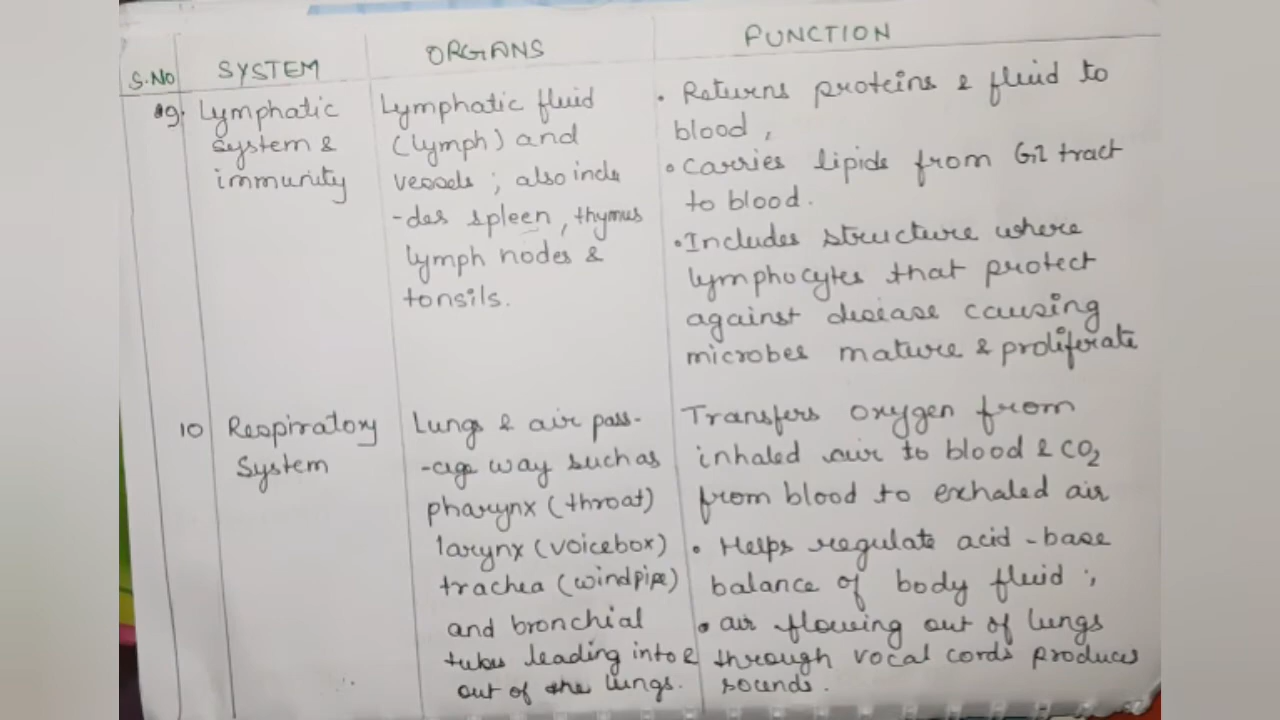 S.No SYSTEM ORGANS FUNCTION
9. Lymphatic system & immunity
Lymphatic fluid
(lymph) and
vessels ; also inclu
-des spleen, thymus
lymph nodes &
tonsils.
• Returns proteins & fluid to
blood,
• Carries lipids from GI tract
to blood.
• Includes structure where
lymphocytes that protect
against disease causing
microbes mature & proliferate
10 Respiratory
System
Lungs & air pass-
-age way such as
pharynx (throat)
larynx (voicebox)
trachea (windpipe)
and bronchial
tubes leading into &
out of the lungs.
Transfers oxygen from
inhaled air to blood & CO2
from blood to exhaled air
• Helps regulate acid-base
balance of body fluid ;
• air flowing out of lungs
through vocal cords produces
sounds.